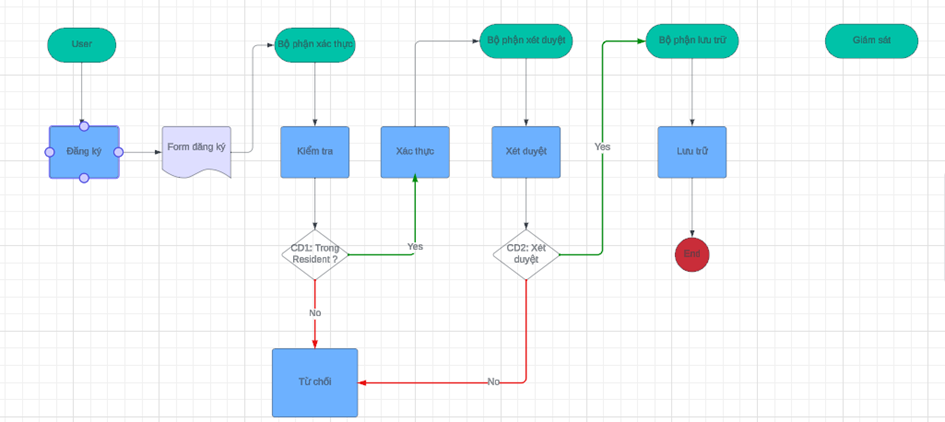 User
Bộ phận xác thực
Bộ phận xét duyệt
Bộ phận lưu trữ
Giám sát
Đăng ký
Form đăng ký
Kiểm tra
Xác thực
Xét duyệt
Yes
Lưu trữ
CD1: Trong
Resident ?
Yes
CD2: Xét
duyệt
End
No
Từ chối
No